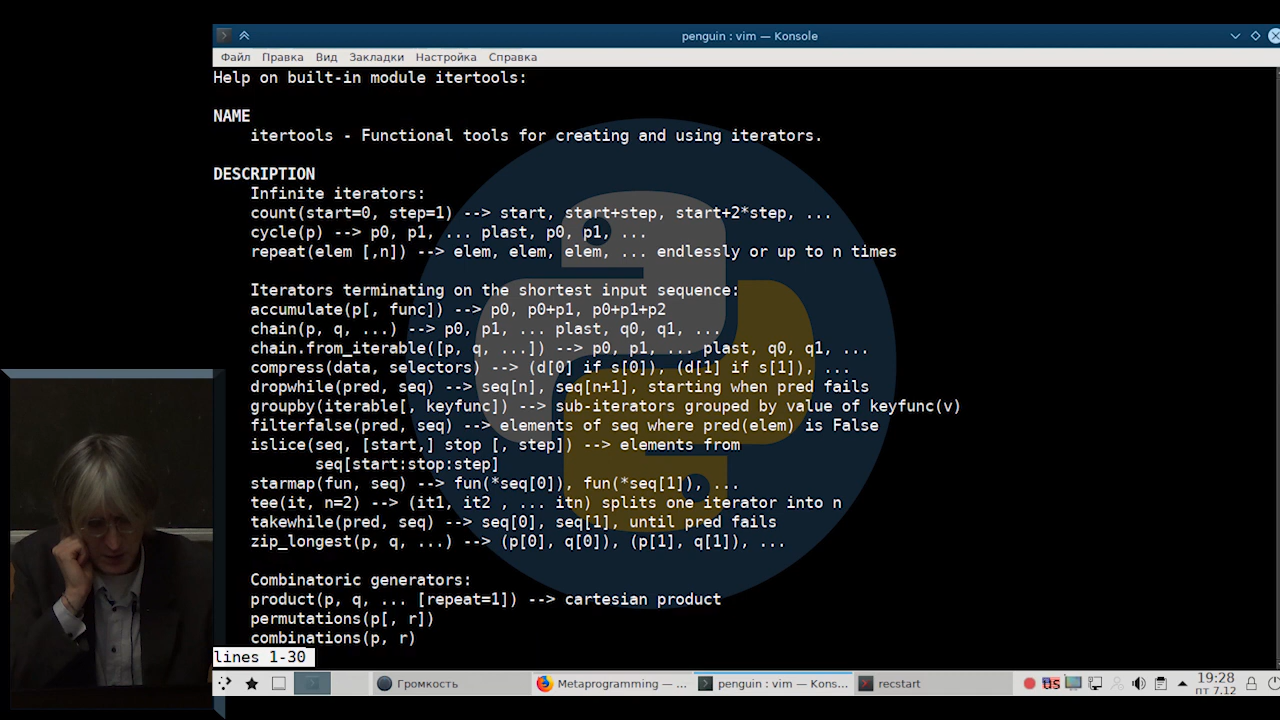 penguin : vim — Konsole
Файл Правка Вид Закладки Настройка Справка
Help on built-in module itertools:
NAME
itertools - Functional tools for creating and using iterators.
DESCRIPTION
Infinite iterators:
count(start=0, step=1) --> start, start+step, start+2*step, ...
cycle(p) --> p0, p1, ... plast, p0, p1, ...
repeat(elem [,n]) --> elem, elem, elem, ... endlessly or up to n times
Iterators terminating on the shortest input sequence:
accumulate(p[, func]) --> p0, p0+p1, p0+p1+p2
chain(p, q, ...) --> p0, p1, ... plast, q0, q1, ...
chain.from_iterable([p, q, ...]) --> p0, p1, ... plast, q0, q1, ...
compress(data, selectors) --> (d[0] if s[0]), (d[1] if s[1]), ...
dropwhile(pred, seq) --> seq[n], seq[n+1], starting when pred fails
groupby(iterable[, keyfunc]) --> sub-iterators grouped by value of keyfunc(v)
filterfalse(pred, seq) --> elements of seq where pred(elem) is False
islice(seq, [start,] stop [, step]) --> elements from
seq[start:stop:step]
starmap(fun, seq) --> fun(*seq[0]), fun(*seq[1]), ...
tee(it, n=2) --> (it1, it2 , ... itn) splits one iterator into n
takewhile(pred, seq) --> seq[0], seq[1], until pred fails
zip_longest(p, q, ...) --> (p[0], q[0]), (p[1], q[1]), ...
Combinatoric generators:
product(p, q, ... [repeat=1]) --> cartesian product
permutations(p[, r])
combinations(p, r)
lines 1-30
Громкость Metaprogramming — ... penguin : vim — Kons... recstart us 19:28
пт 7.12